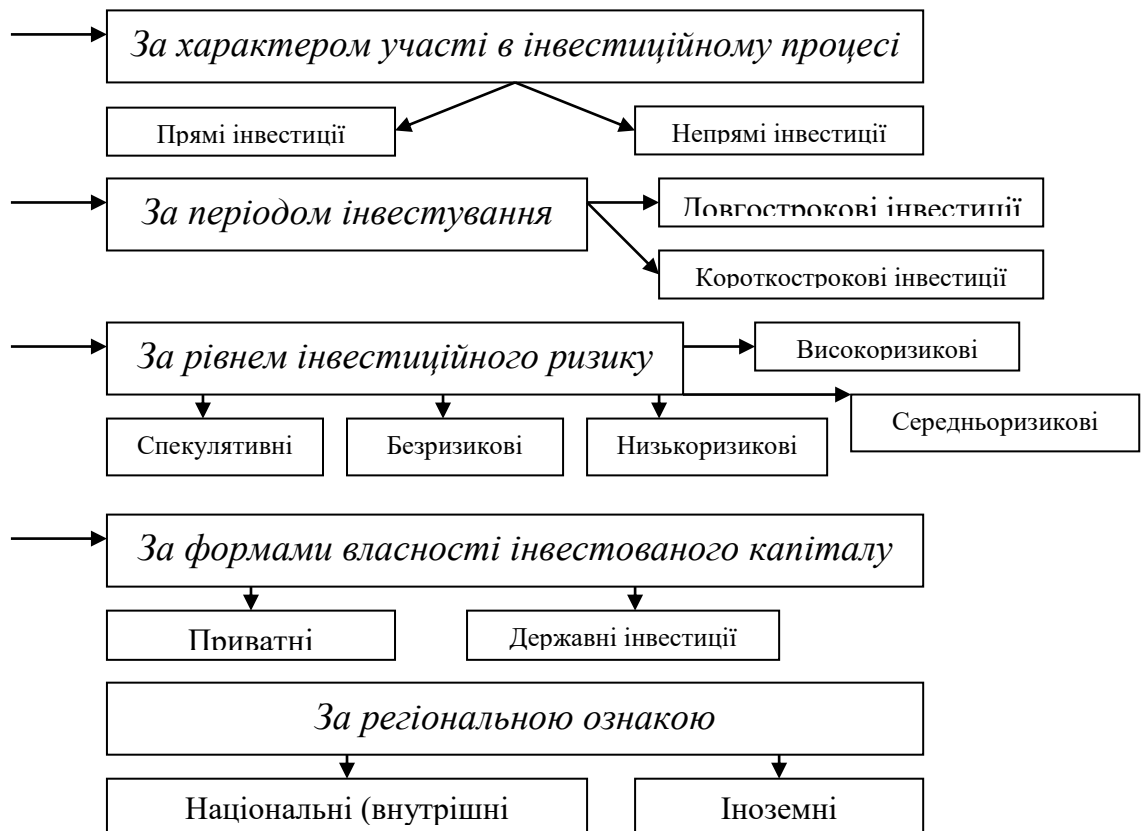 За характером участі в інвестиційному процесі
Прямі інвестиції
Непрямі інвестиції
За періодом інвестування
Довгострокові інвестиції
Короткострокові інвестиції
За рівнем інвестиційного ризику
Високоризикові
Середньоризикові
Спекулятивні
Безризикові
Низькоризикові
За формами власності інвестованого капіталу
Приватні
Державні інвестиції
За регіональною ознакою
Національні (внутрішні
Іноземні